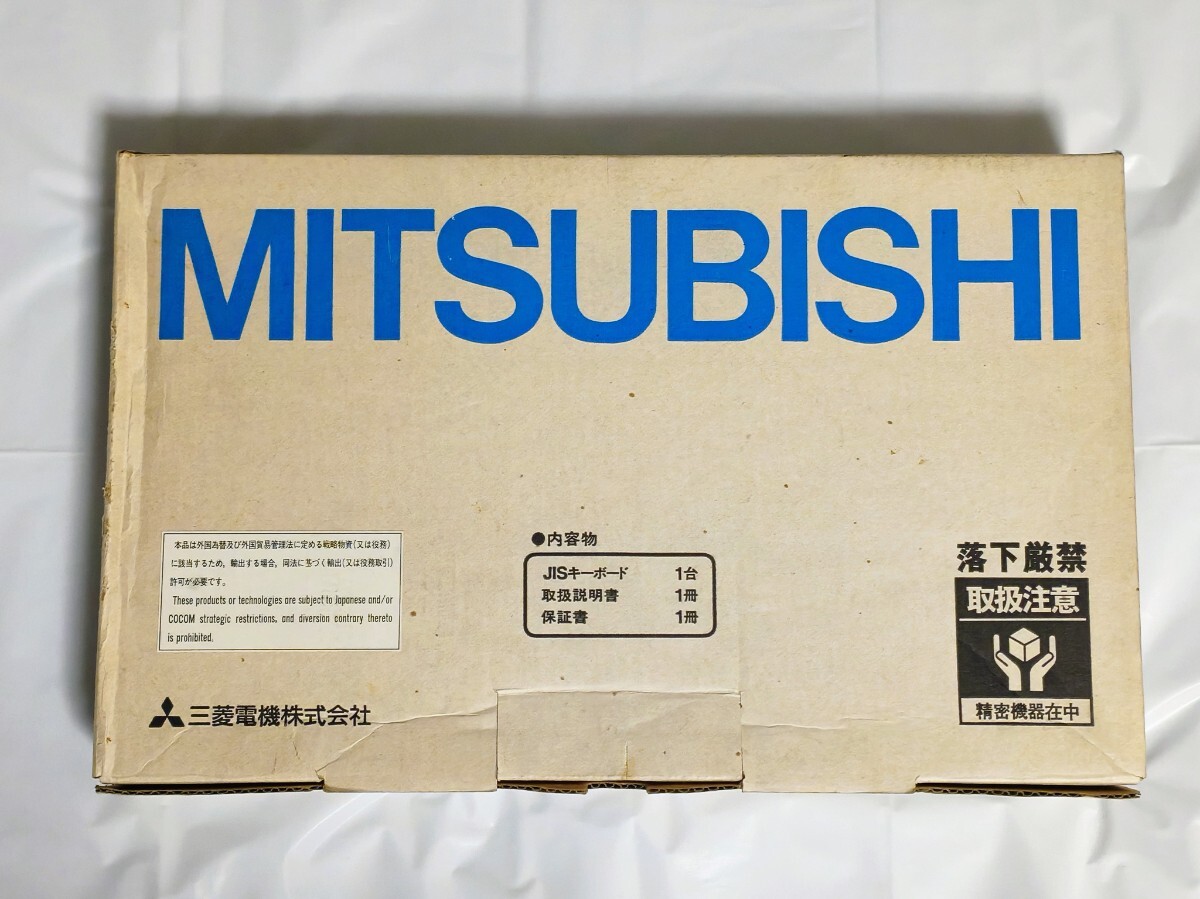 MITSUBISHI
本品は外国為替及び外国貿易管理法に定める戦略物資(又は役務)
に該当するため，輸出する場合，同法に基づく輸出(又は役務取引)
許可が必要です。
These products or technologies are subject to Japanese and/or
COCOM strategic restrictions, and diversion contrary thereto
is prohibited.
●内容物
JISキーボード 1台
取扱説明書 1冊
保証書 1冊
落下厳禁
取扱注意
精密機器在中
三菱電機株式会社